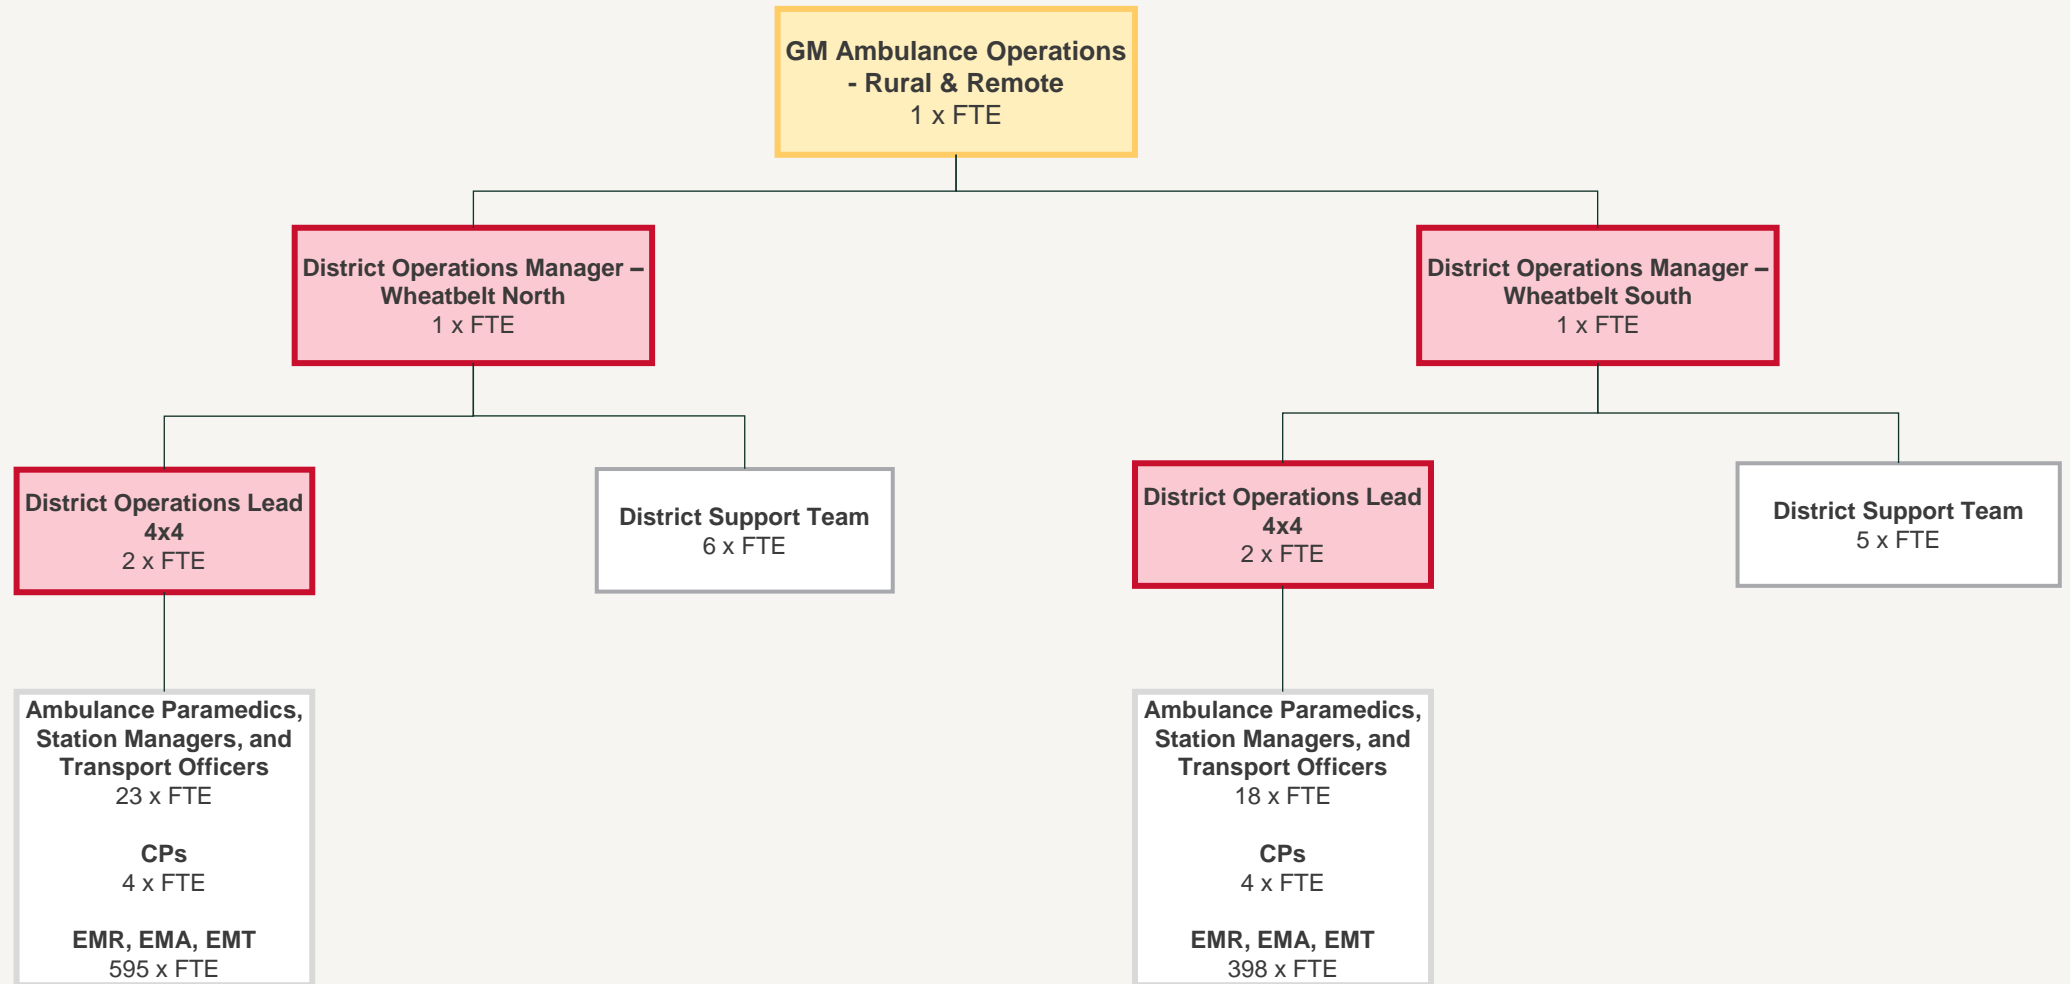 GM Ambulance Operations
- Rural & Remote
1 x FTE
District Operations Manager –
Wheatbelt North
1 x FTE
District Operations Manager –
Wheatbelt South
1 x FTE
District Operations Lead
4x4
2 x FTE
District Support Team
6 x FTE
District Operations Lead
4x4
2 x FTE
District Support Team
5 x FTE
Ambulance Paramedics,
Station Managers, and
Transport Officers
23 x FTE
CPs
4 x FTE
EMR, EMA, EMT
595 x FTE
Ambulance Paramedics,
Station Managers, and
Transport Officers
18 x FTE
CPs
4 x FTE
EMR, EMA, EMT
398 x FTE